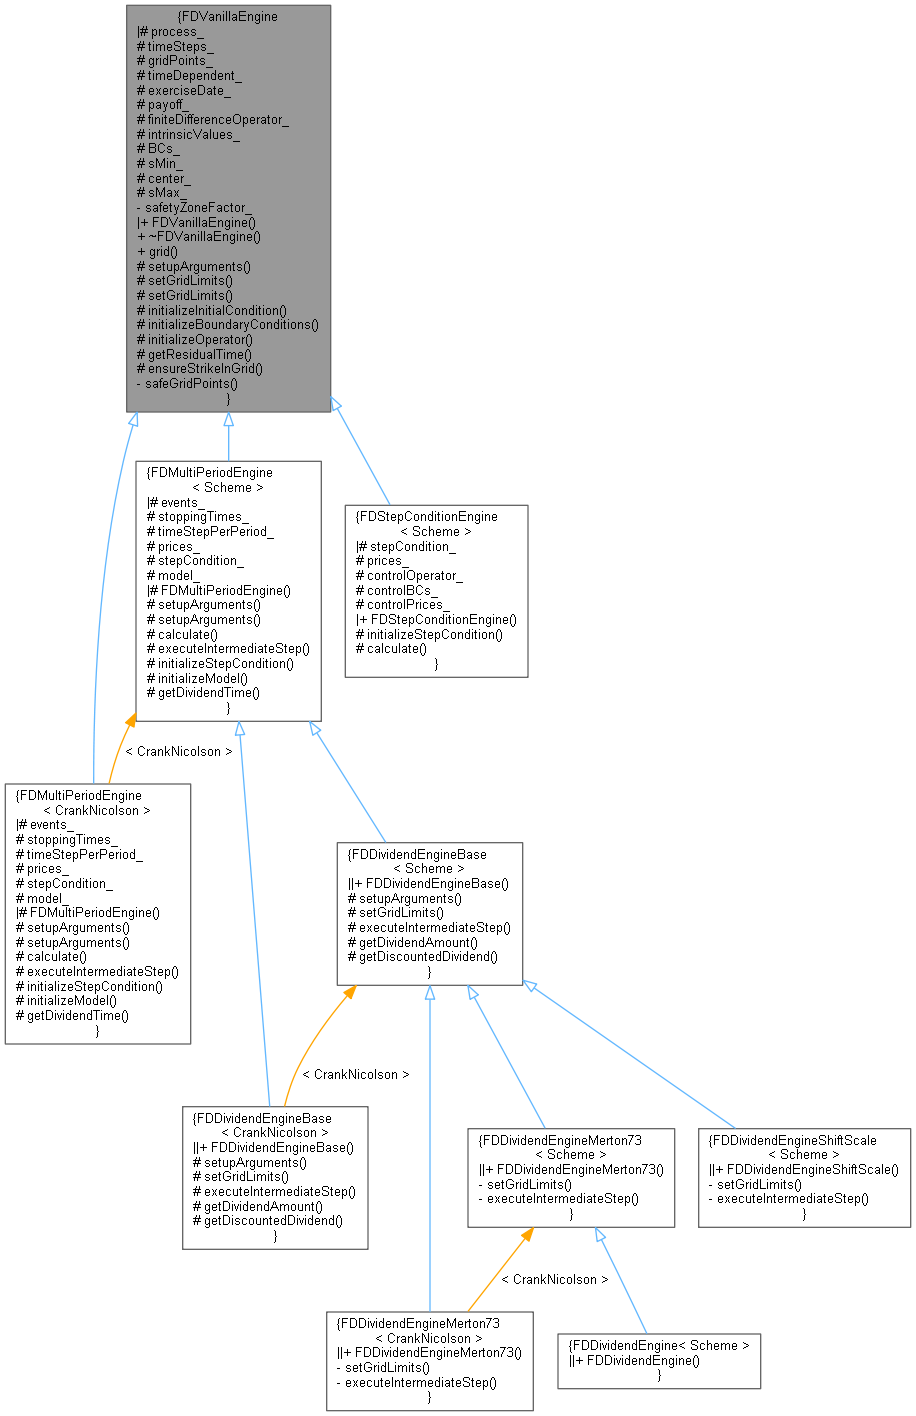 {FDVanillaEngine
|# process_
# timeSteps_
# gridPoints_
# timeDependent_
# exerciseDate_
# payoff_
# finiteDifferenceOperator_
# intrinsicValues_
# BCs_
# sMin_
# center_
# sMax_
- safetyZoneFactor_
|+ FDVanillaEngine()
+ ~FDVanillaEngine()
+ grid()
# setupArguments()
# setGridLimits()
# setGridLimits()
# initializeInitialCondition()
# initializeBoundaryConditions()
# initializeOperator()
# getResidualTime()
# ensureStrikeInGrid()
- safeGridPoints()
}
{FDMultiPeriodEngine
< Scheme >
|# events_
# stoppingTimes_
# timeStepPerPeriod_
# prices_
# stepCondition_
# model_
|# FDMultiPeriodEngine()
# setupArguments()
# setupArguments()
# calculate()
# executeIntermediateStep()
# initializeStepCondition()
# initializeModel()
# getDividendTime()
}
{FDStepConditionEngine
< Scheme >
|# stepCondition_
# prices_
# controlOperator_
# controlBCs_
# controlPrices_
|+ FDStepConditionEngine()
# initializeStepCondition()
# calculate()
}
< CrankNicolson >
{FDMultiPeriodEngine
< CrankNicolson >
|# events_
# stoppingTimes_
# timeStepPerPeriod_
# prices_
# stepCondition_
# model_
|# FDMultiPeriodEngine()
# setupArguments()
# setupArguments()
# calculate()
# executeIntermediateStep()
# initializeStepCondition()
# initializeModel()
# getDividendTime()
}
{FDDividendEngineBase
< Scheme >
||+ FDDividendEngineBase()
# setupArguments()
# setGridLimits()
# executeIntermediateStep()
# getDividendAmount()
# getDiscountedDividend()
}
< CrankNicolson >
{FDDividendEngineBase
< CrankNicolson >
||+ FDDividendEngineBase()
# setupArguments()
# setGridLimits()
# executeIntermediateStep()
# getDividendAmount()
# getDiscountedDividend()
}
{FDDividendEngineMerton73
< Scheme >
||+ FDDividendEngineMerton73()
- setGridLimits()
- executeIntermediateStep()
}
{FDDividendEngineShiftScale
< Scheme >
||+ FDDividendEngineShiftScale()
- setGridLimits()
- executeIntermediateStep()
}
< CrankNicolson >
{FDDividendEngineMerton73
< CrankNicolson >
||+ FDDividendEngineMerton73()
- setGridLimits()
- executeIntermediateStep()
}
{FDDividendEngine< Scheme >
||+ FDDividendEngine()
}